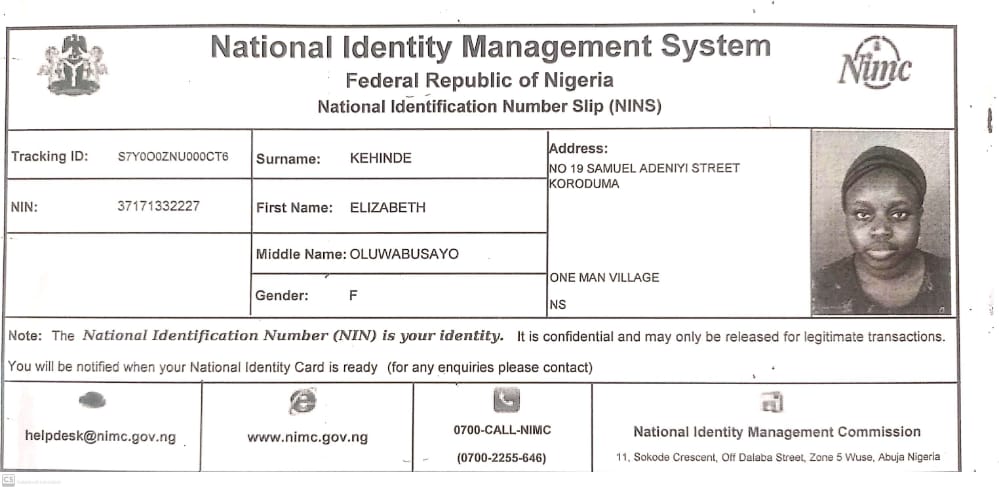 National Identity Management System
Federal Republic of Nigeria
National Identification Number Slip (NINS)
Nimc
Tracking ID: S7Y0O0ZNU000CT6
Surname: KEHINDE
Address:
NO 19 SAMUEL ADENIYI STREET
KORODUMA
NIN: 37171332227
First Name: ELIZABETH
Middle Name: OLUWABUSAYO
ONE MAN VILLAGE
Gender: F
NS
Note: The National Identification Number (NIN) is your identity. It is confidential and may only be released for legitimate transactions.
You will be notified when your National Identity Card is ready (for any enquiries please contact)
helpdesk@nimc.gov.ng
www.nimc.gov.ng
0700-CALL-NIMC
(0700-2255-646)
National Identity Management Commission
11, Sokode Crescent, Off Dalaba Street, Zone 5 Wuse, Abuja Nigeria
CS